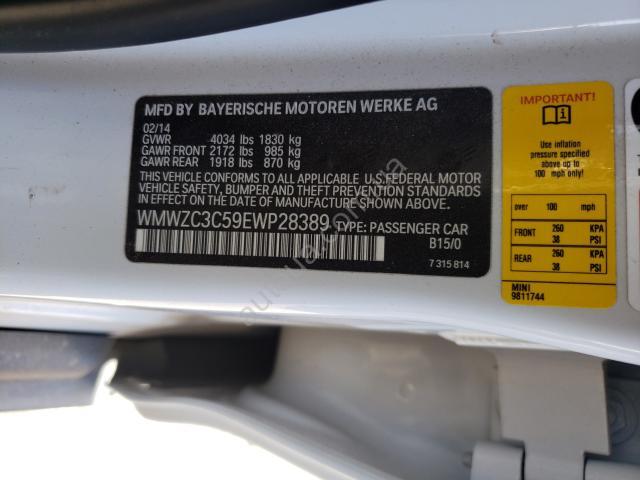 MFD BY BAYERISCHE MOTOREN WERKE AG
02/14
GVWR 4034 lbs 1830 kg
GAWR FRONT 2172 lbs 985 kg
GAWR REAR 1918 lbs 870 kg
THIS VEHICLE CONFORMS TO ALL APPLICABLE U.S.FEDERAL MOTOR
VEHICLE SAFETY, BUMPER AND THEFT PREVENTION STANDARDS
IN EFFECT ON THE DATE OF MANUFACTURE SHOWN ABOVE.
WMWZC3C59EWP28389 TYPE: PASSENGER CAR
B15/0
7 315 814
IMPORTANT!
Use inflation
pressure specified
for speeds above
up to
100 mph only!
over 100 mph
FRONT 260 KPA
38 PSI
REAR 260 KPA
38 PSI
MINI
9811744